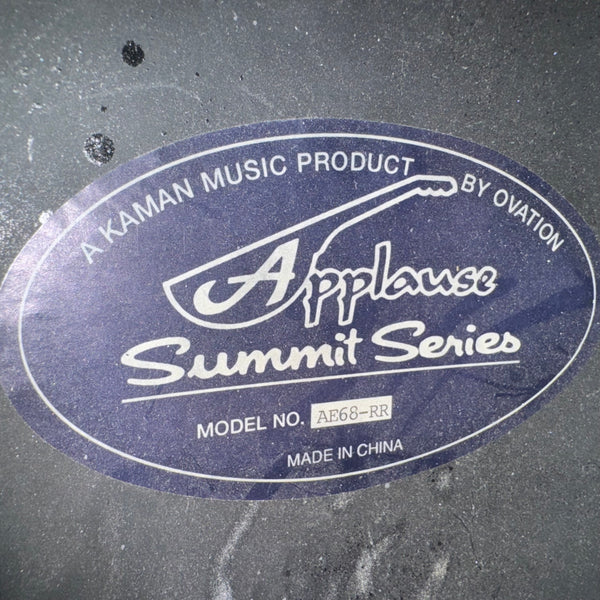 A KAMAN MUSIC PRODUCT BY OVATION
Applause
Summit Series
MODEL NO. AE68-RR
MADE IN CHINA